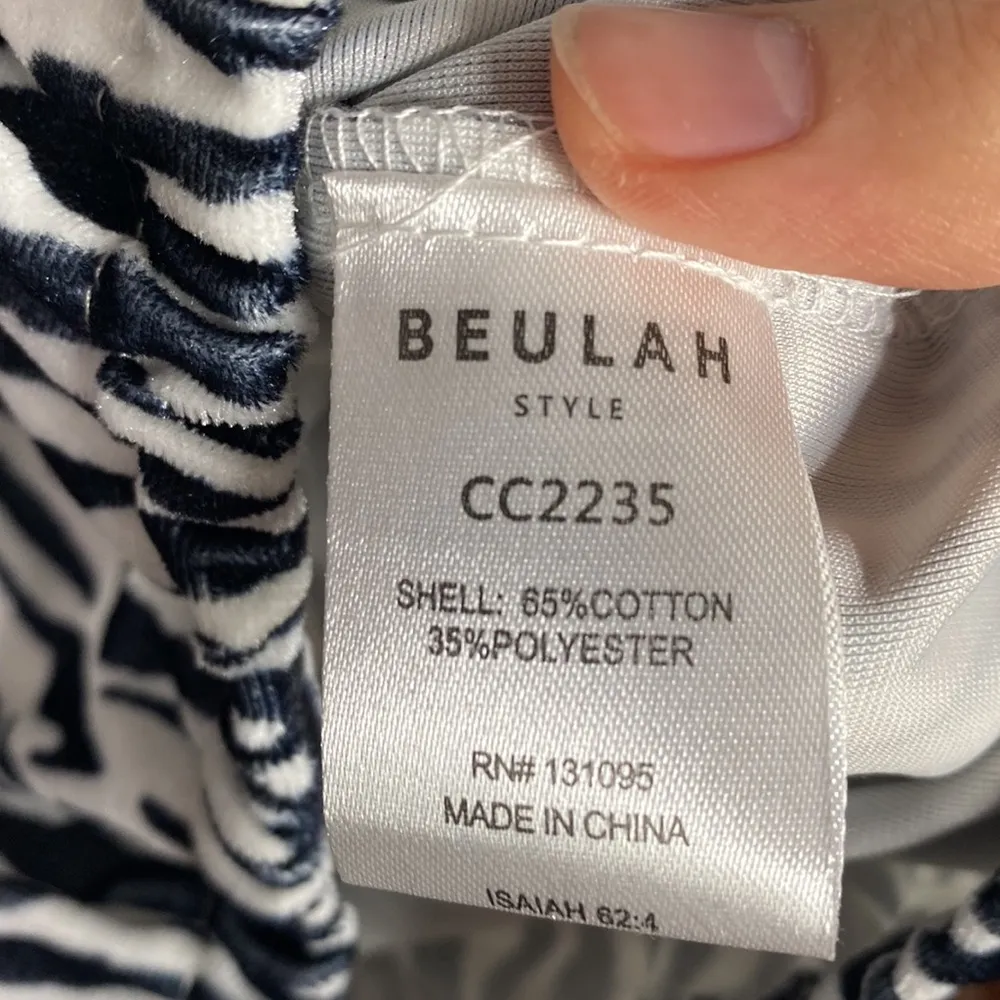 BEULAH
STYLE
CC2235
SHELL: 65%COTTON
35%POLYESTER
RN# 131095
MADE IN CHINA
ISAIAH 62:4